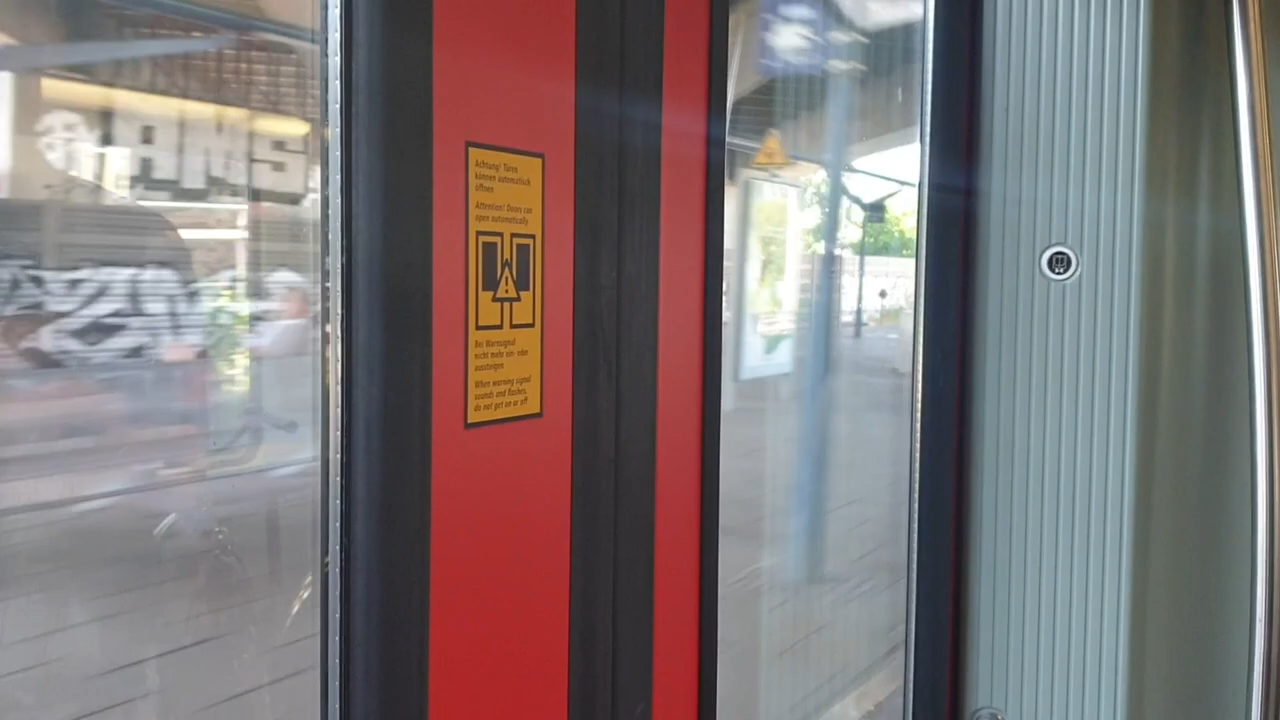 Achtung! Türen
können automatisch
öffnen
Attention! Doors can
open automatically
Bei Warnsignal
nicht mehr ein- oder
aussteigen
When warning signal
sounds and flashes,
do not get on or off